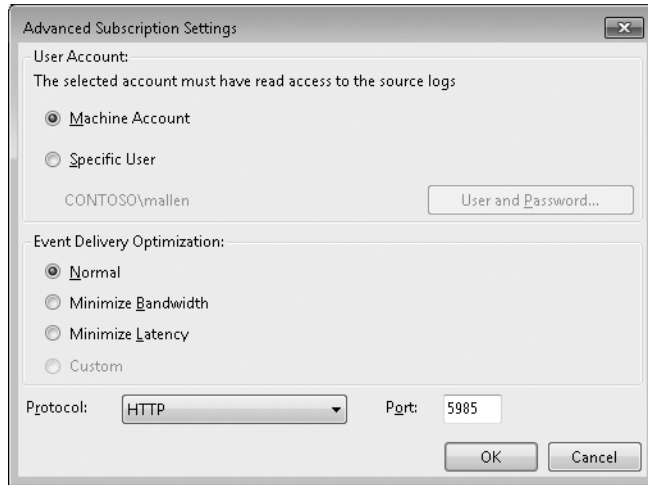 Advanced Subscription Settings
User Account:
The selected account must have read access to the source logs
Machine Account
Specific User
CONTOSO\mallen
User and Password...
Event Delivery Optimization:
Normal
Minimize Bandwidth
Minimize Latency
Custom
Protocol: HTTP Port: 5985
OK Cancel